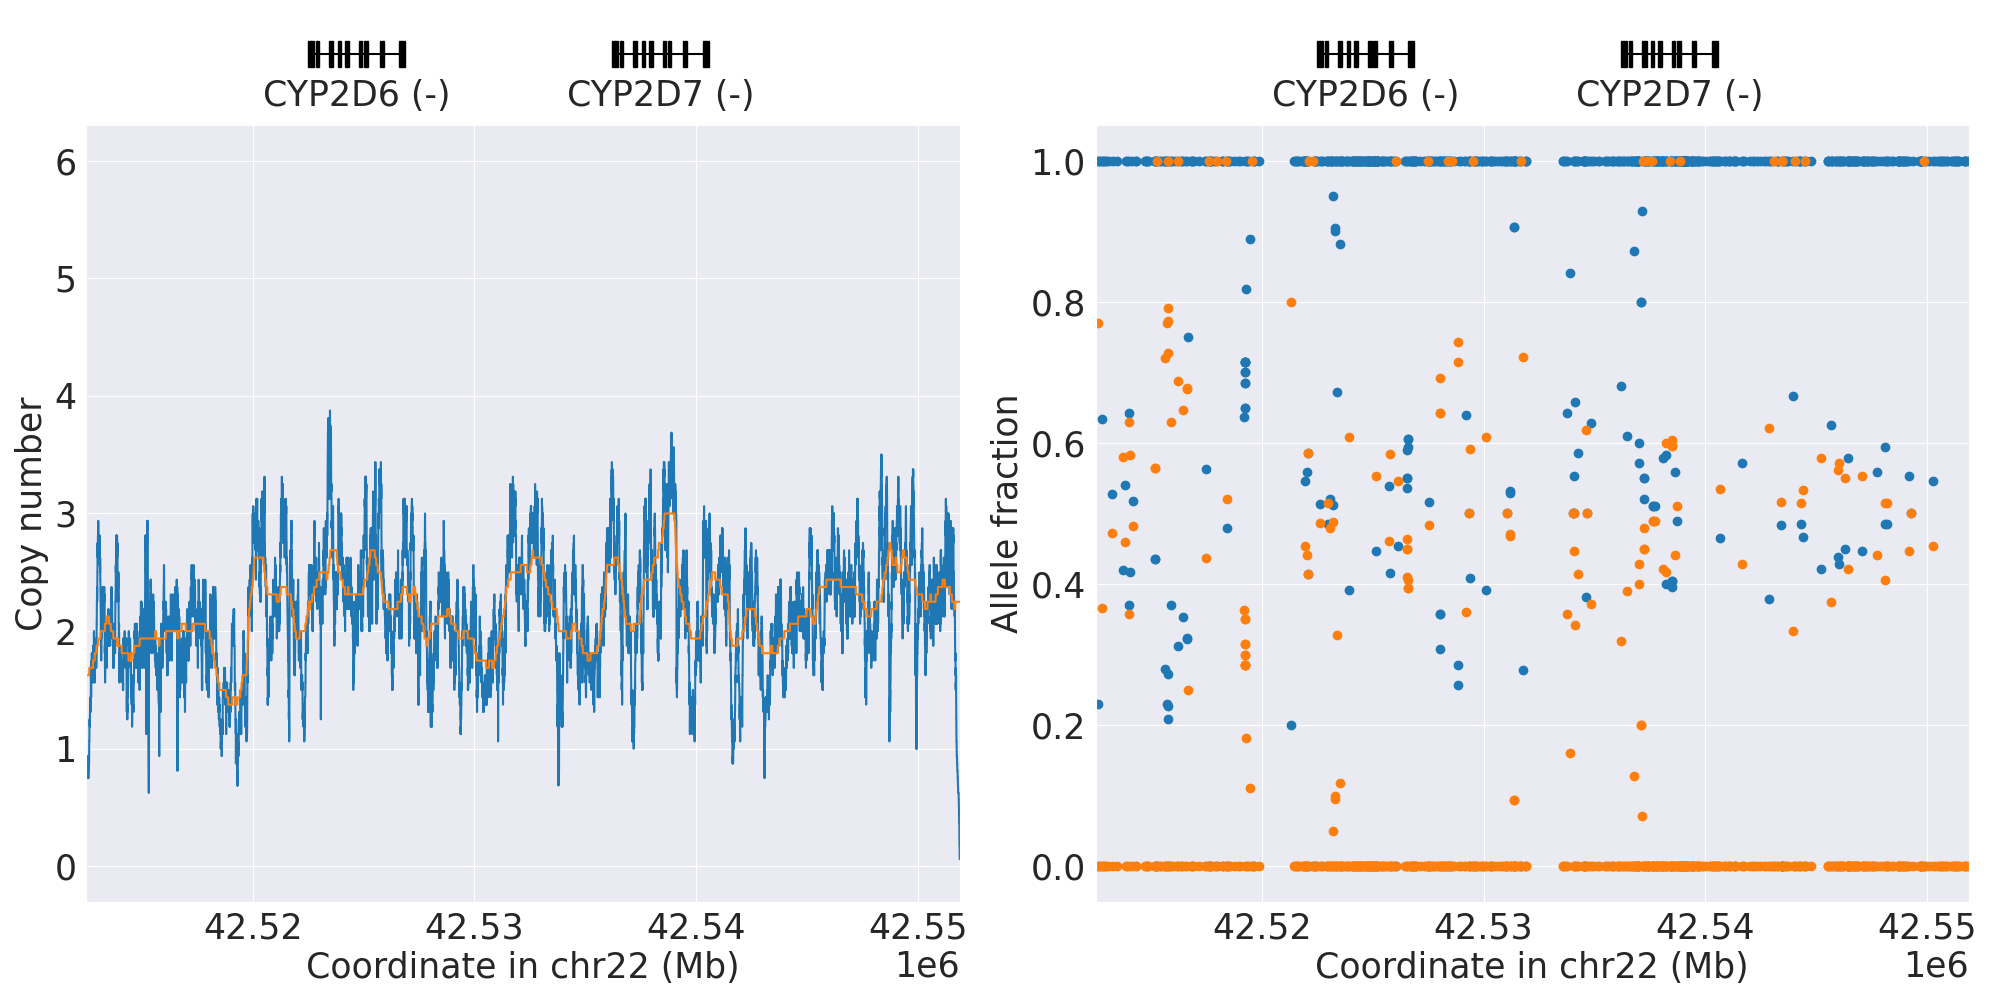 CYP2D6 (-) CYP2D7 (-)
Copy number
6
5
4
3
2
1
0
42.52 42.53 42.54 42.55
Coordinate in chr22 (Mb) 1e6
CYP2D6 (-) CYP2D7 (-)
Allele fraction
1.0
0.8
0.6
0.4
0.2
0.0
42.52 42.53 42.54 42.55
Coordinate in chr22 (Mb) 1e6